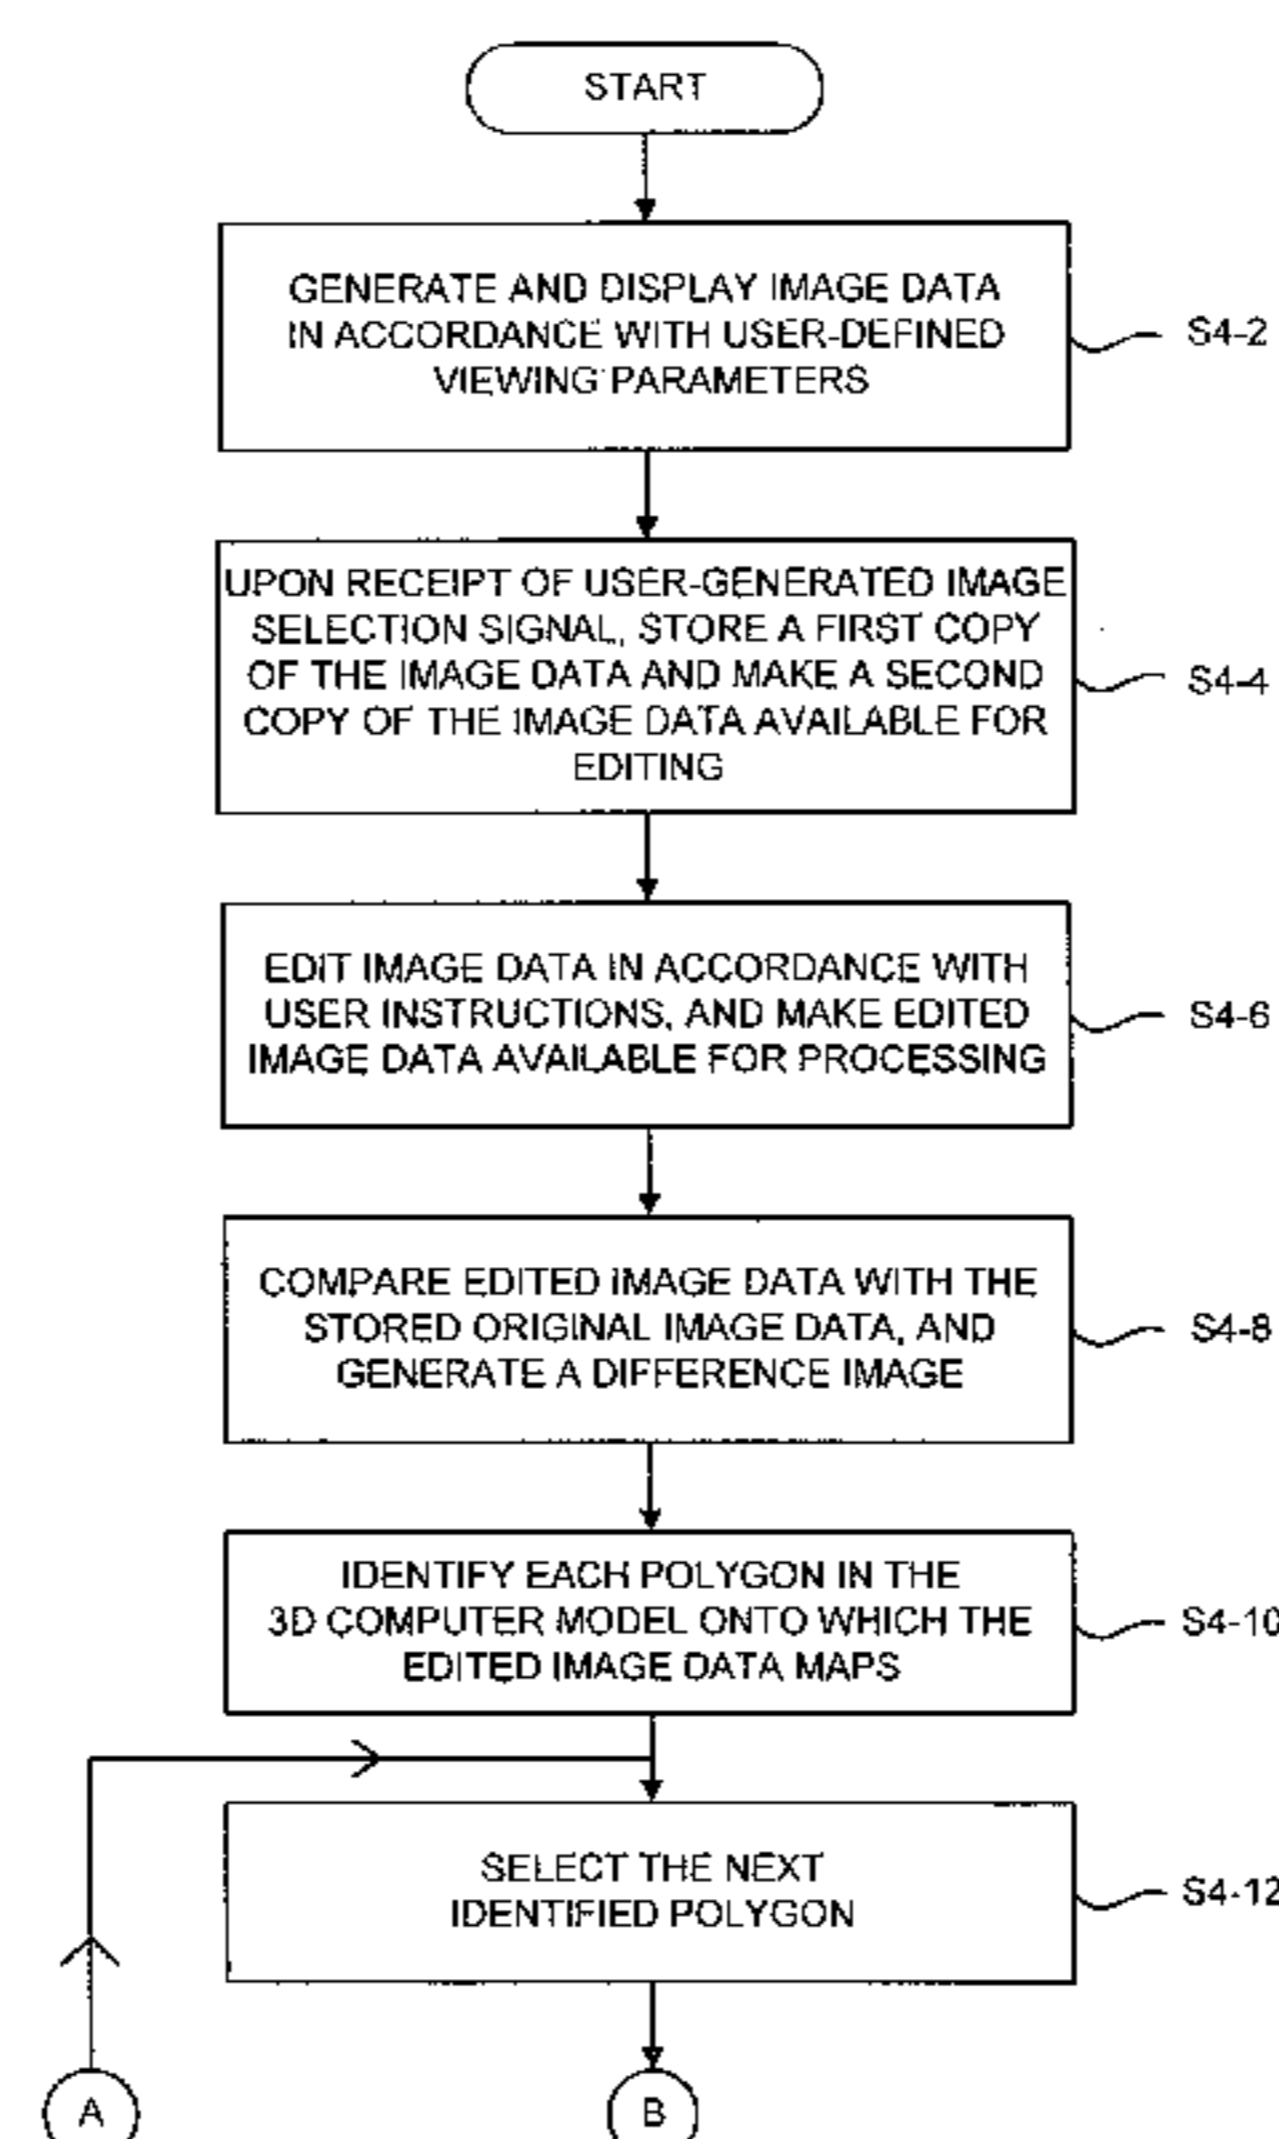 START
GENERATE AND DISPLAY IMAGE DATA
IN ACCORDANCE WITH USER-DEFINED
VIEWING PARAMETERS
S4-2
UPON RECEIPT OF USER-GENERATED IMAGE
SELECTION SIGNAL, STORE A FIRST COPY
OF THE IMAGE DATA AND MAKE A SECOND
COPY OF THE IMAGE DATA AVAILABLE FOR
EDITING
S4-4
EDIT IMAGE DATA IN ACCORDANCE WITH
USER INSTRUCTIONS, AND MAKE EDITED
IMAGE DATA AVAILABLE FOR PROCESSING
S4-6
COMPARE EDITED IMAGE DATA WITH THE
STORED ORIGINAL IMAGE DATA, AND
GENERATE A DIFFERENCE IMAGE
S4-8
IDENTIFY EACH POLYGON IN THE
3D COMPUTER MODEL ONTO WHICH THE
EDITED IMAGE DATA MAPS
S4-10
SELECT THE NEXT
IDENTIFIED POLYGON
S4-12
A
B